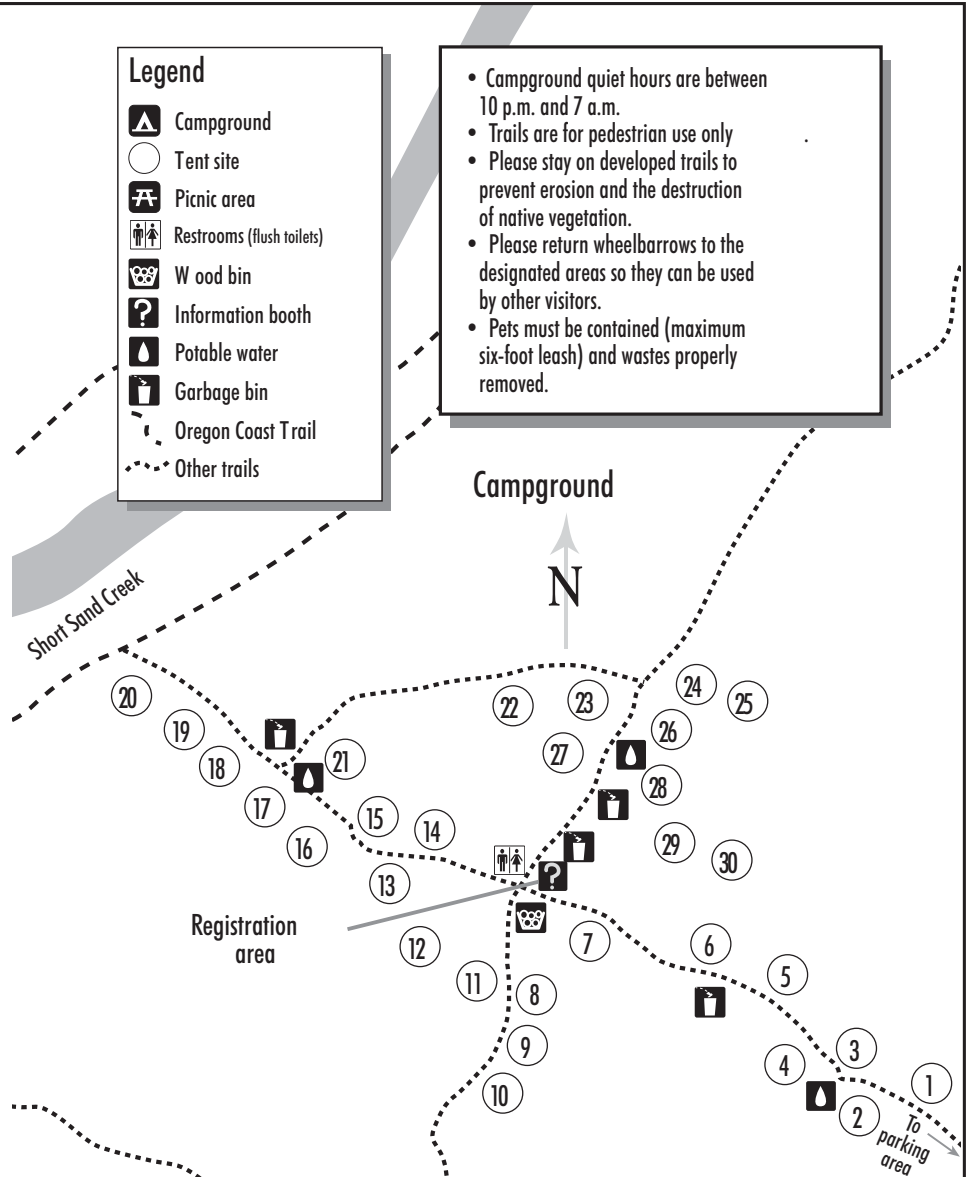 Legend
Campground
Tent site
Picnic area
Restrooms (flush toilets)
W ood bin
Information booth
Potable water
Garbage bin
Oregon Coast T rail
Other trails
• Campground quiet hours are between
10 p.m. and 7 a.m.
• Trails are for pedestrian use only .
• Please stay on developed trails to
prevent erosion and the destruction
of native vegetation.
• Please return wheelbarrows to the
designated areas so they can be used
by other visitors.
• Pets must be contained (maximum
six-foot leash) and wastes properly
removed.
Campground
N
Short Sand Creek
20
19
18
17
16
21
15
14
13
12
11
22
23
24
25
26
27
28
29
30
Registration
area
7
6
5
8
9
10
4
3
2
1
To
parking
area